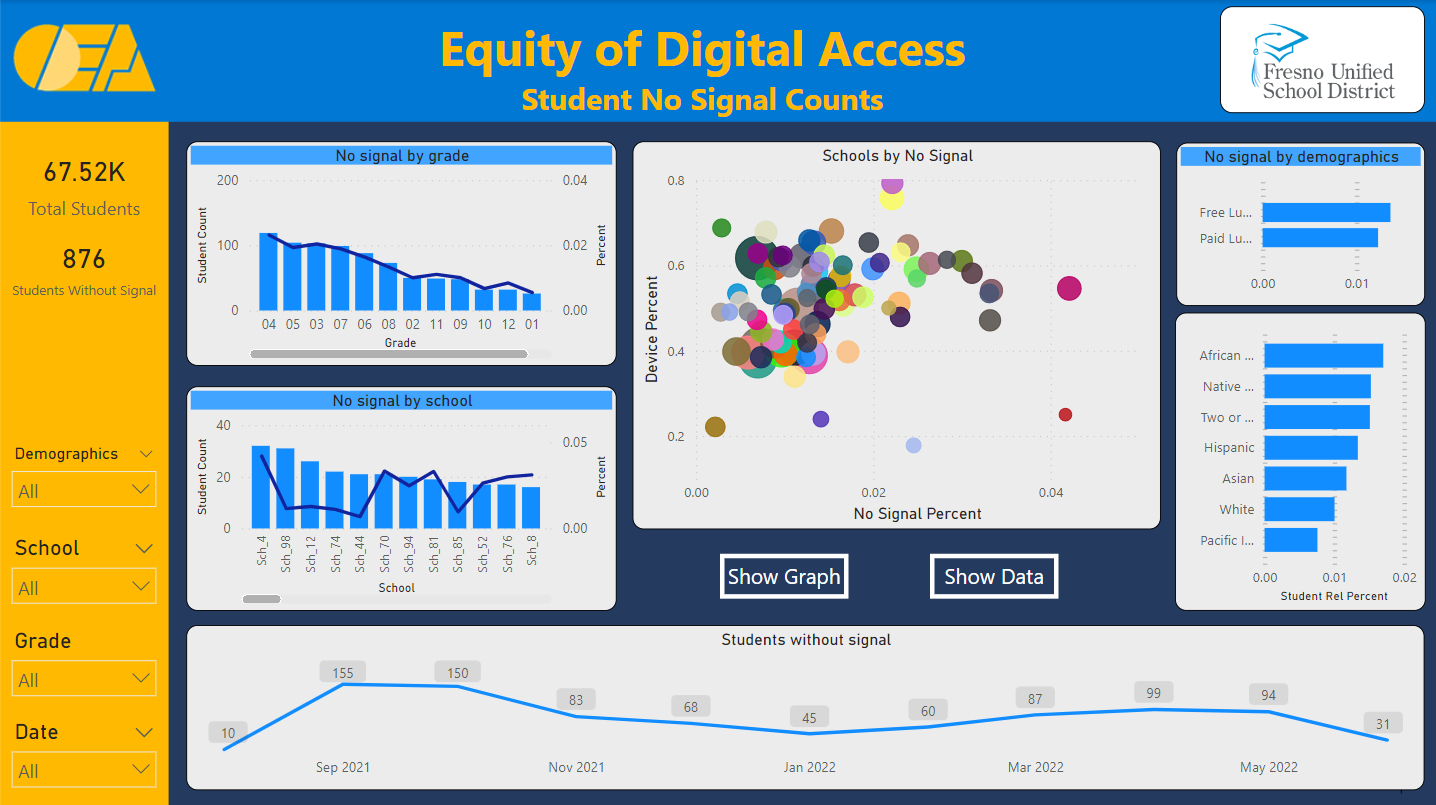 OEA
Equity of Digital Access
Student No Signal Counts
Fresno Unified
School District
67.52K
Total Students
876
Students Without Signal
Demographics
All
School
All
Grade
All
Date
All
No signal by grade
200
100
0
0.04
0.02
0.00
Student Count
Percent
04 05 03 07 06 08 02 11 09 10 12 01
Grade
No signal by school
40
20
0
0.05
0.00
Student Count
Percent
Sch_4 Sch_98 Sch_12 Sch_74 Sch_44 Sch_70 Sch_94 Sch_81 Sch_85 Sch_52 Sch_76 Sch_8
School
Schools by No Signal
0.8
0.6
0.4
0.2
Device Percent
0.00 0.02 0.04
No Signal Percent
Show Graph
Show Data
No signal by demographics
Free Lu...
Paid Lu...
0.00 0.01
African ...
Native ...
Two or ...
Hispanic
Asian
White
Pacific I...
0.00 0.01 0.02
Student Rel Percent
Students without signal
10 155 150 83 68 45 60 87 99 94 31
Sep 2021 Nov 2021 Jan 2022 Mar 2022 May 2022